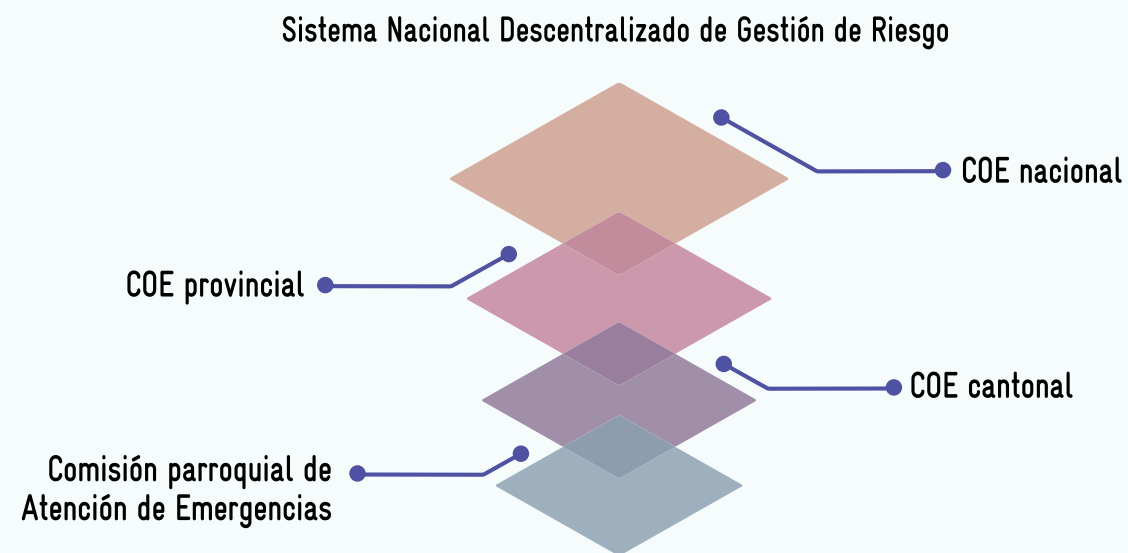 Sistema Nacional Descentralizado de Gestión de Riesgo
COE nacional
COE provincial
COE cantonal
Comisión parroquial de
Atención de Emergencias